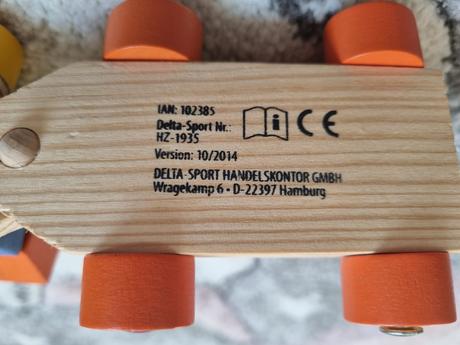 IAN: 102385
Delta-Sport Nr.:
HZ-1935
Version: 10/2014
DELTA-SPORT HANDELSKONTOR GMBH
Wragekamp 6 • D-22397 Hamburg
i
CE